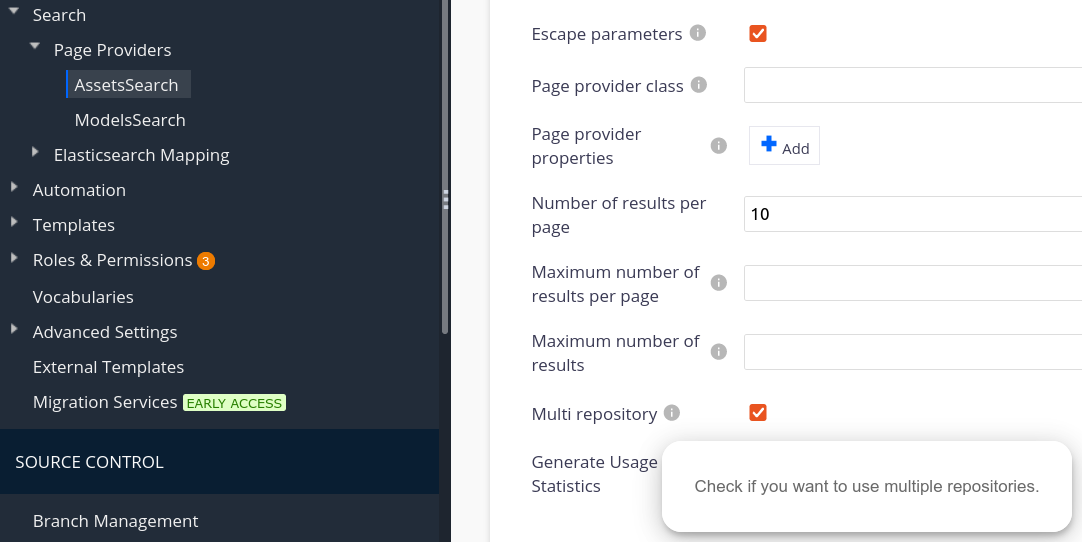 Search
Page Providers
AssetsSearch
ModelsSearch
Elasticsearch Mapping
Automation
Templates
Roles & Permissions 3
Vocabularies
Advanced Settings
External Templates
Migration Services EARLY ACCESS
SOURCE CONTROL
Branch Management
Escape parameters
Page provider class
Page provider
properties
Add
Number of results per
page
10
Maximum number of
results per page
Maximum number of
results
Multi repository
Generate Usage
Statistics
Check if you want to use multiple repositories.